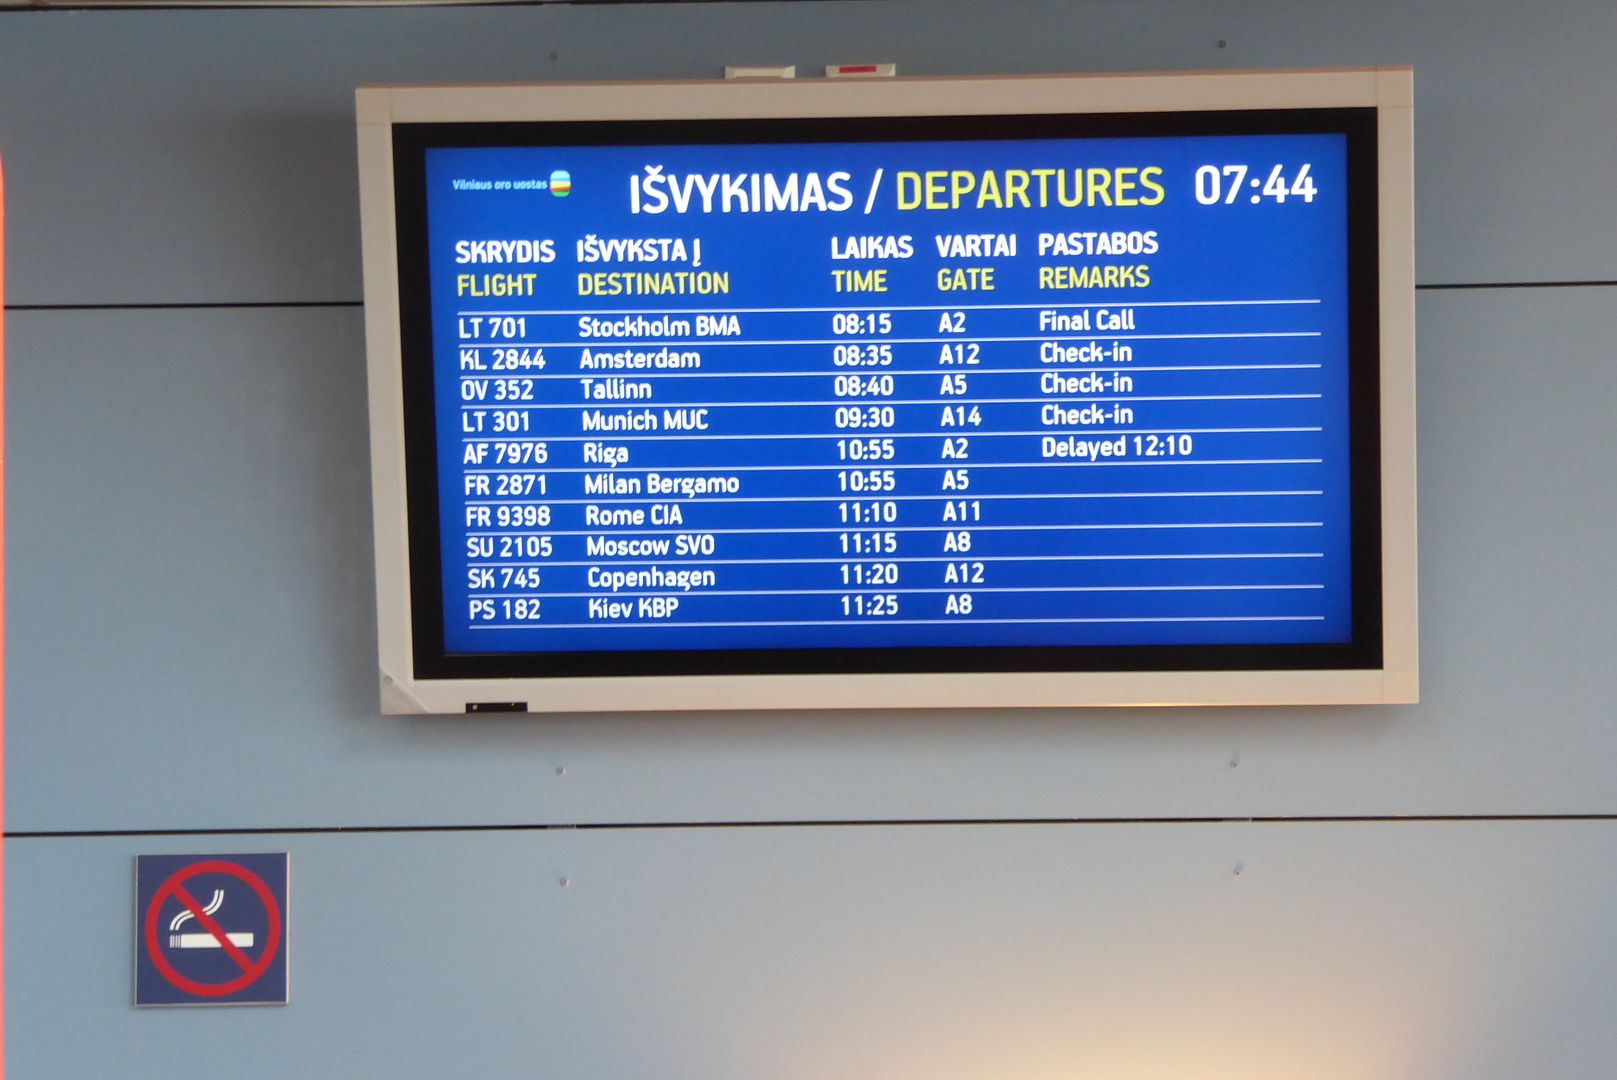 Vilniaus oro uostas IŠVYKIMAS / DEPARTURES 07:44
SKRYDIS IŠVYKSTA Į LAIKAS VARTAI PASTABOS
FLIGHT DESTINATION TIME GATE REMARKS
LT 701 Stockholm BMA 08:15 A2 Final Call
KL 2844 Amsterdam 08:35 A12 Check-in
OV 352 Tallinn 08:40 A5 Check-in
LT 301 Munich MUC 09:30 A14 Check-in
AF 7976 Riga 10:55 A2 Delayed 12:10
FR 2871 Milan Bergamo 10:55 A5
FR 9398 Rome CIA 11:10 A11
SU 2105 Moscow SVO 11:15 A8
SK 745 Copenhagen 11:20 A12
PS 182 Kiev KBP 11:25 A8